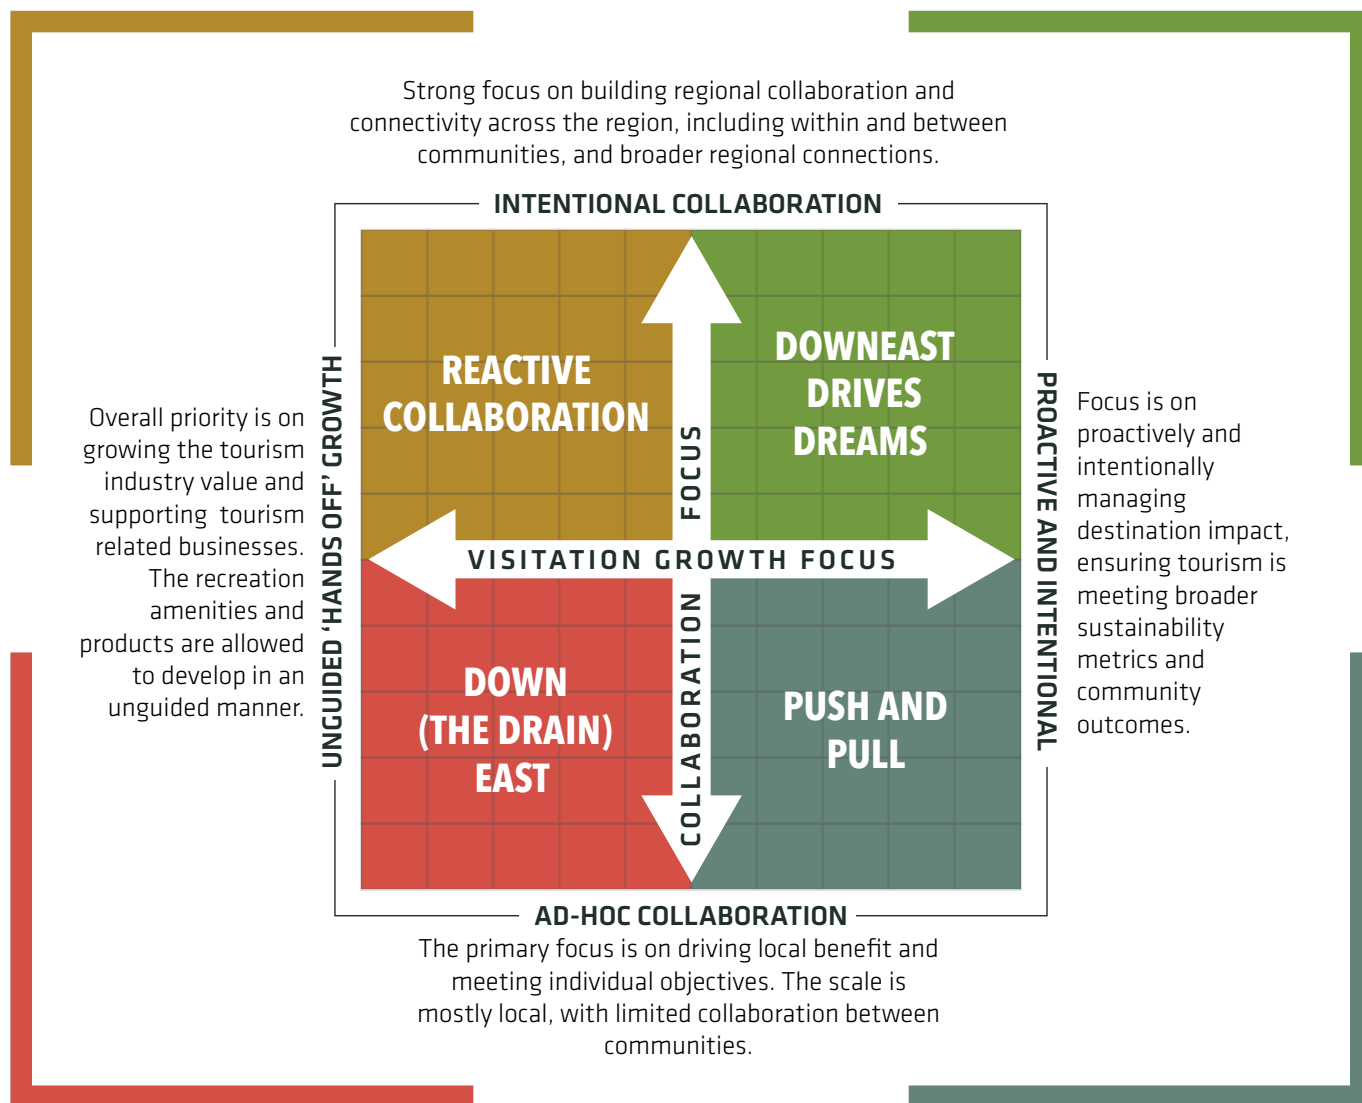 Strong focus on building regional collaboration and
connectivity across the region, including within and between
communities, and broader regional connections.
INTENTIONAL COLLABORATION
REACTIVE
COLLABORATION
DOWNEAST
DRIVES
DREAMS
UNGUIDED ‘HANDS OFF’ GROWTH
Overall priority is on
growing the tourism
industry value and
supporting tourism
related businesses.
The recreation
amenities and
products are allowed
to develop in an
unguided manner.
PROACTIVE AND INTENTIONAL
Focus is on
proactively and
intentionally
managing
destination impact,
ensuring tourism is
meeting broader
sustainability
metrics and
community
outcomes.
VISITATION GROWTH FOCUS
COLLABORATION FOCUS
DOWN
(THE DRAIN)
EAST
PUSH AND
PULL
AD-HOC COLLABORATION
The primary focus is on driving local benefit and
meeting individual objectives. The scale is
mostly local, with limited collaboration between
communities.